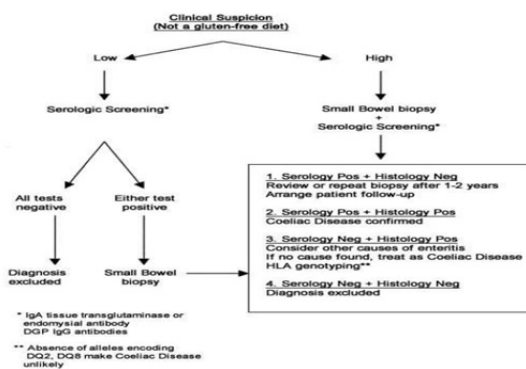 Clinical Suspicion
(Not a gluten-free diet)
Low
High
Serologic Screening*
Small Bowel biopsy
+
Serologic Screening*
All tests
negative
Either test
positive
Diagnosis
excluded
Small Bowel
biopsy
1. Serology Pos + Histology Neg
Review or repeat biopsy after 1-2 years
Arrange patient follow-up
2. Serology Pos + Histology Pos
Coeliac Disease confirmed
3. Serology Neg + Histology Pos
Consider other causes of enteritis
If no cause found, treat as Coeliac Disease
HLA genotyping**
4. Serology Neg + Histology Neg
Diagnosis excluded
* IgA tissue transglutaminase or
endomysial antibody
DGP IgG antibodies
** Absence of alleles encoding
DQ2, DQ8 make Coeliac Disease
unlikely